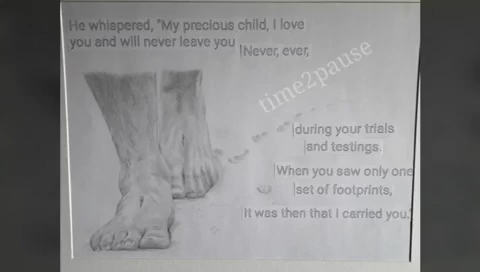 He whispered, "My precious child, I love
you and will never leave you
Never, ever,
time2pause
during your trials
and testings.
When you saw only one
set of footprints,
It was then that I carried you."